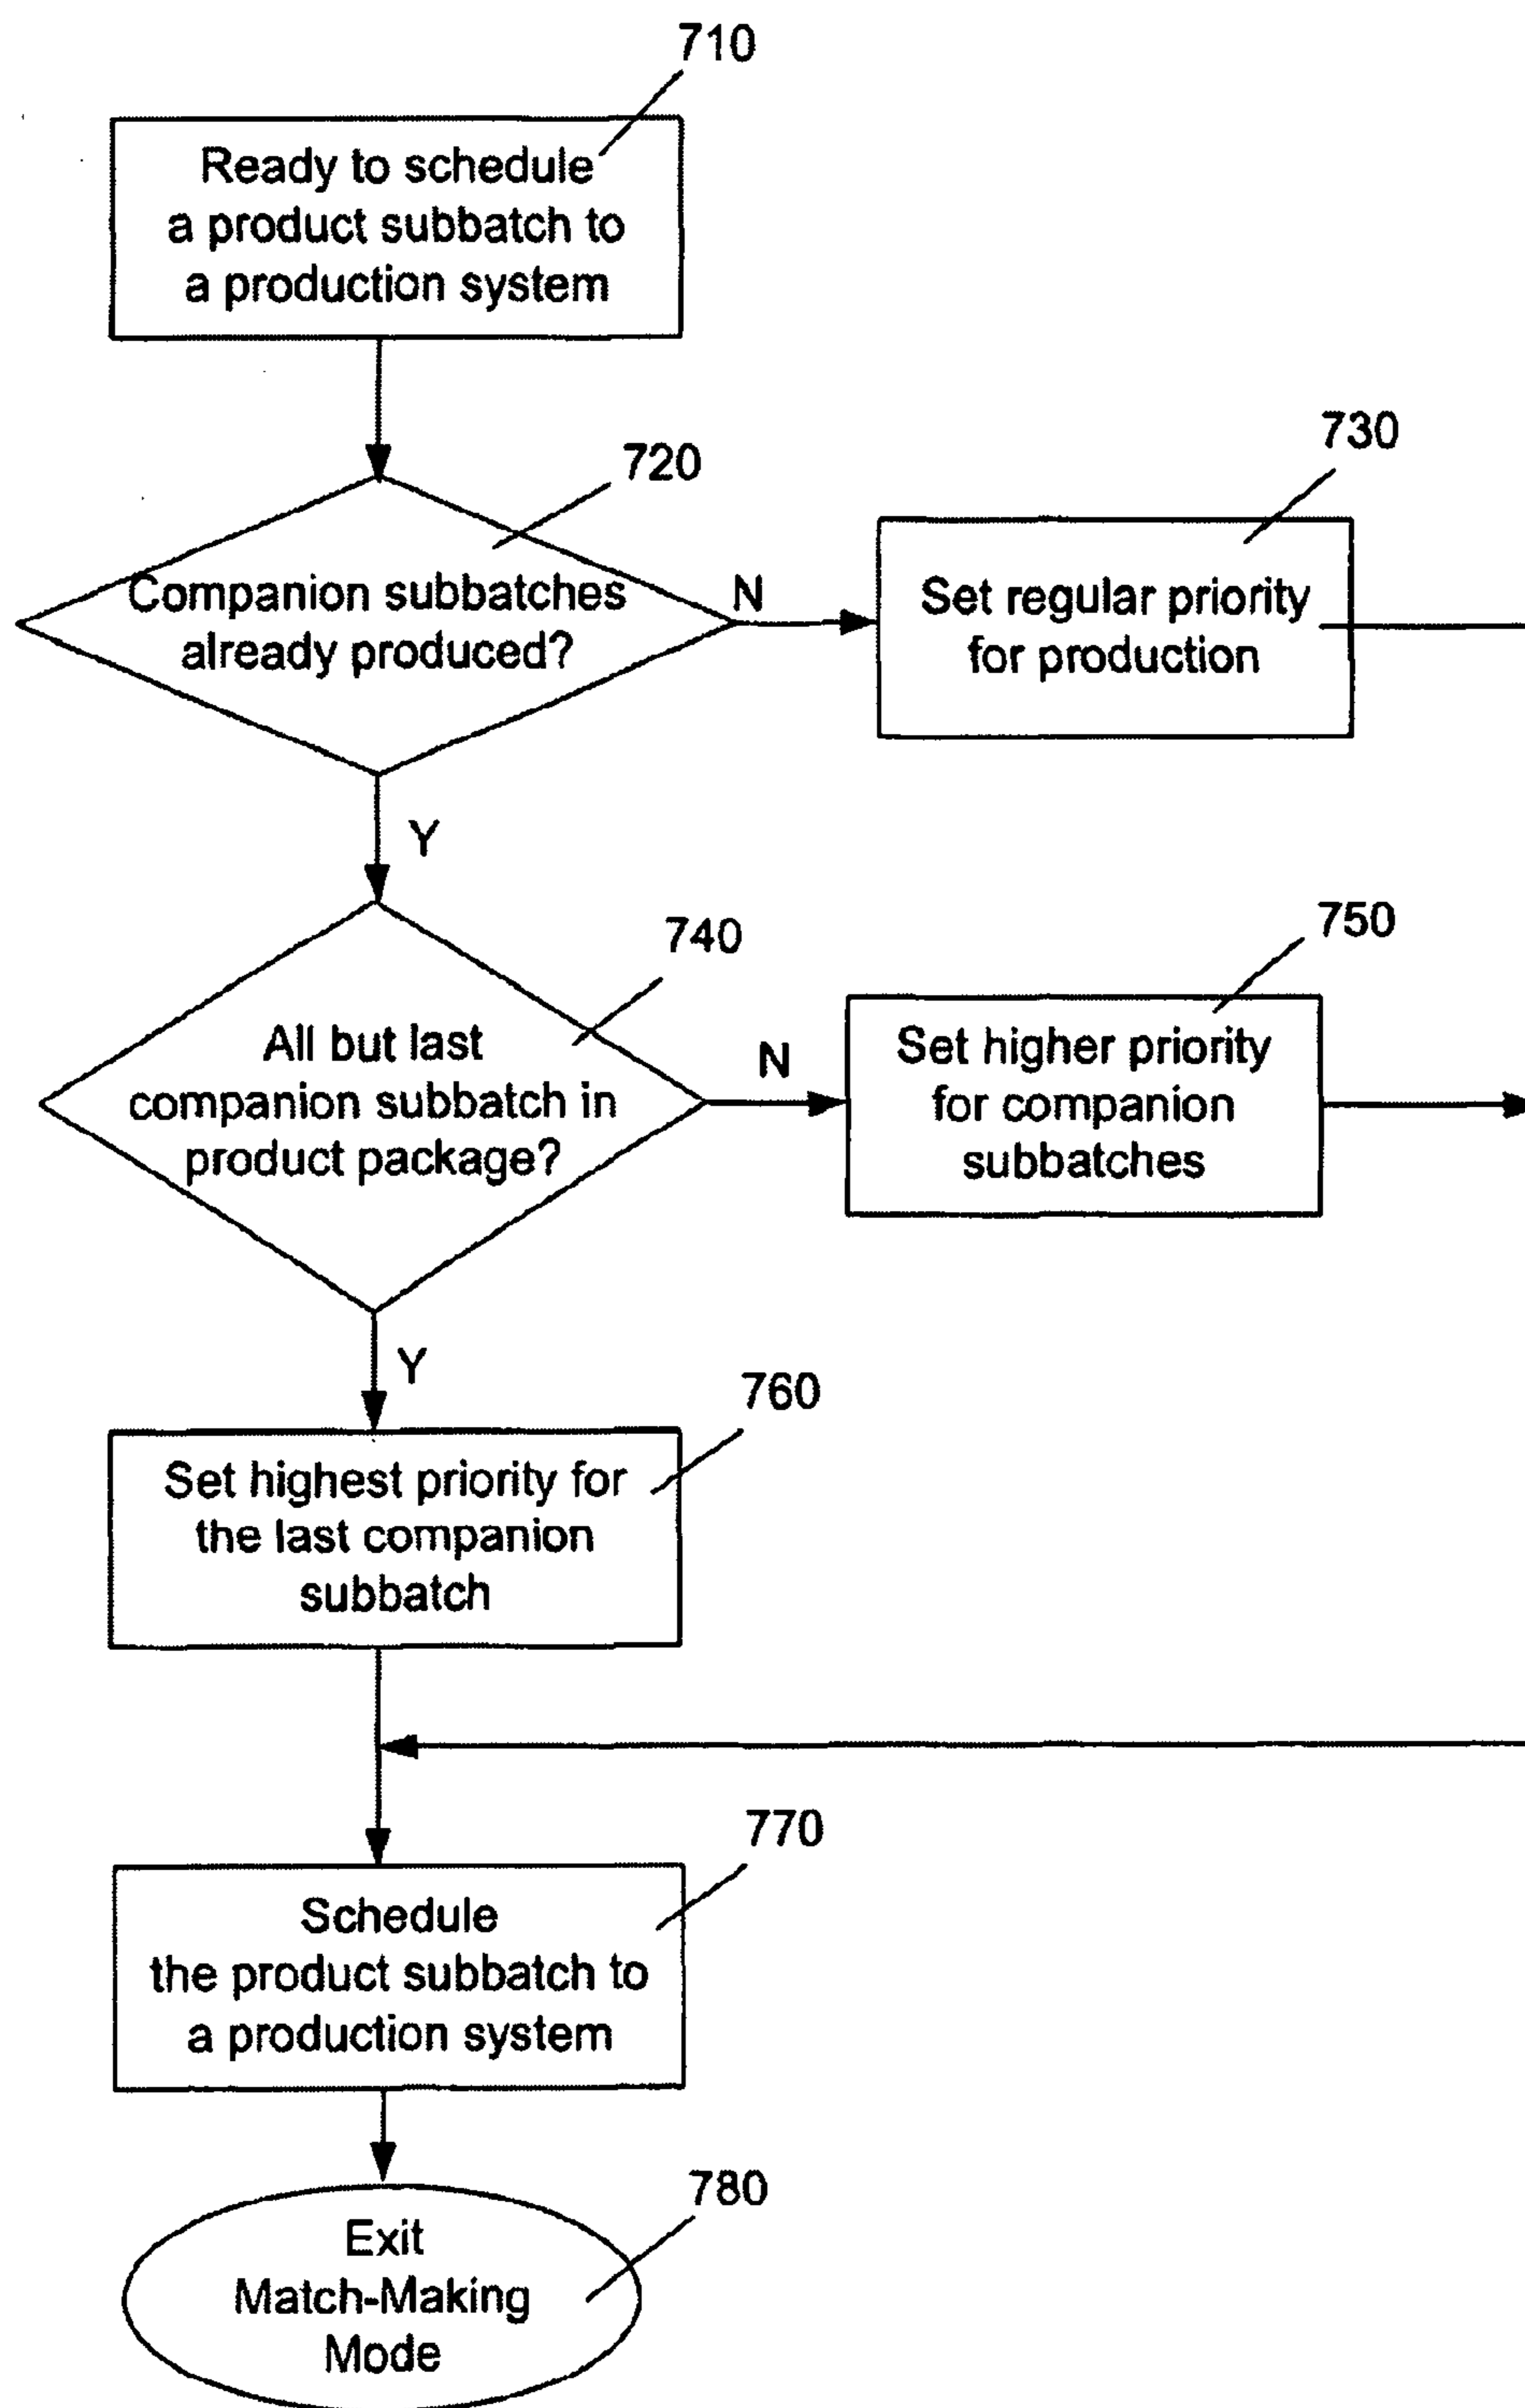 710
Ready to schedule
a product subbatch to
a production system
720
Companion subbatches
already produced?
N
730
Set regular priority
for production
Y
740
All but last
companion subbatch in
product package?
N
750
Set higher priority
for companion
subbatches
Y
760
Set highest priority for
the last companion
subbatch
770
Schedule
the product subbatch to
a production system
780
Exit
Match-Making
Mode